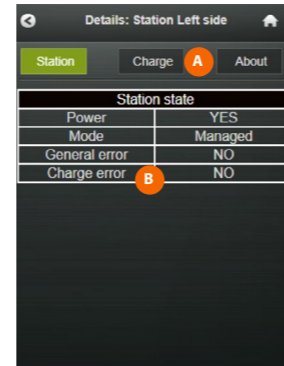 Details: Station Left side
Station Charge A About
Station state
Power YES
Mode Managed
General error NO
Charge error B NO